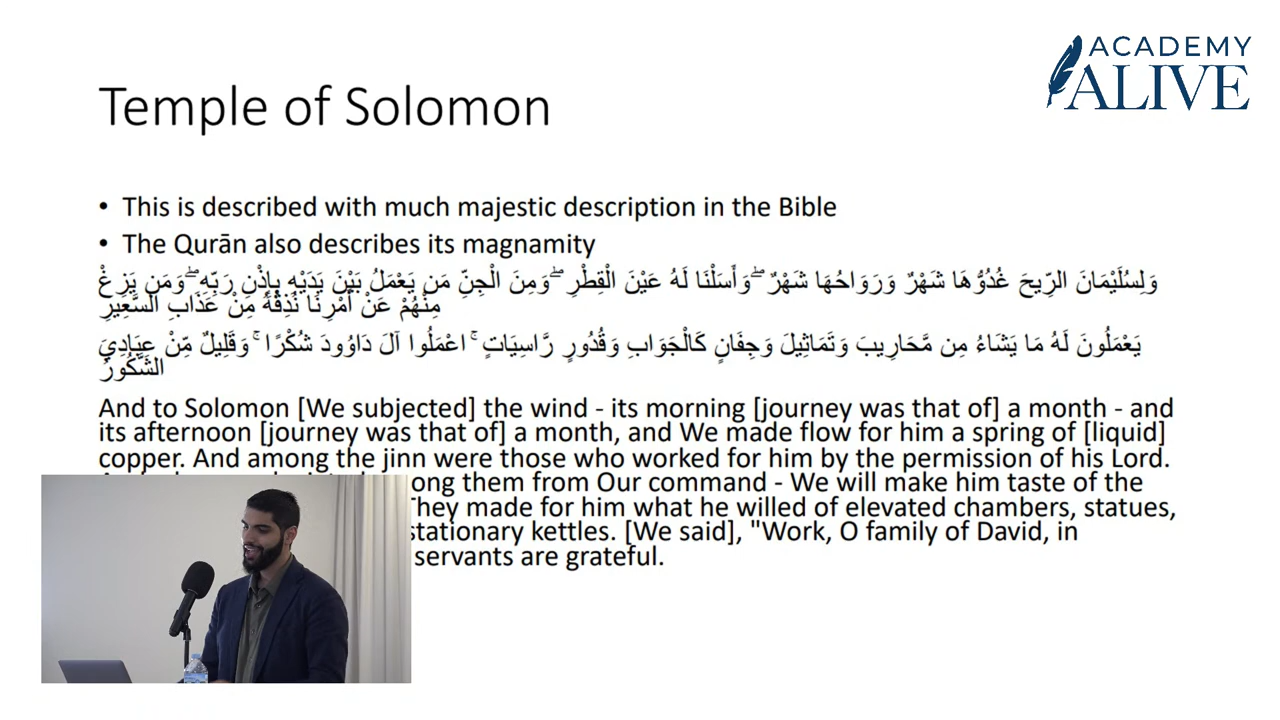 ACADEMY
ALIVE
Temple of Solomon
• This is described with much majestic description in the Bible
• The Qurān also describes its magnamity
وَلِسُلَيْمَانَ الرِّيحَ غُدُوُّهَا شَهْرٌ وَرَوَاحُهَا شَهْرٌ ۖ وَأَسَلْنَا لَهُ عَيْنَ الْقِطْرِ ۖ وَمِنَ الْجِنِّ مَن يَعْمَلُ بَيْنَ يَدَيْهِ بِإِذْنِ رَبِّهِ ۖ وَمَن يَزِغْ
مِنْهُمْ عَنْ أَمْرِنَا نُذِقْهُ مِنْ عَذَابِ السَّعِيرِ
يَعْمَلُونَ لَهُ مَا يَشَاءُ مِن مَّحَارِيبَ وَتَمَاثِيلَ وَجِفَانٍ كَالْجَوَابِ وَقُدُورٍ رَّاسِيَاتٍ ۚ اعْمَلُوا آلَ دَاوُودَ شُكْرًا ۚ وَقَلِيلٌ مِّنْ عِبَادِيَ
الشَّكُورُ
And to Solomon [We subjected] the wind - its morning [journey was that of] a month - and
its afternoon [journey was that of] a month, and We made flow for him a spring of [liquid]
copper. And among the jinn were those who worked for him by the permission of his Lord.
them from Our command - We will make him taste of the
They made for him what he willed of elevated chambers, statues,
stationary kettles. [We said], "Work, O family of David, in
servants are grateful.